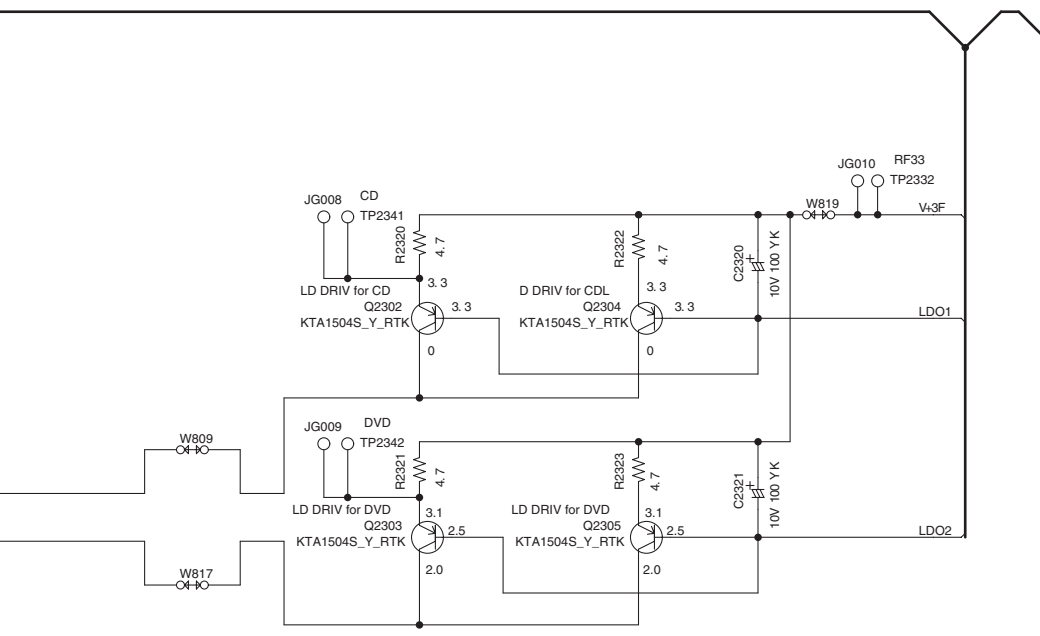 JG010 RF33
TP2332
W819
V+3F
JG008 CD
TP2341
R2320
4.7
R2322
4.7
C2320
+
10V 100 YK
3.3
3.3
LD DRIV for CD
Q2302
KTA1504S_Y_RTK
3.3
D DRIV for CDL
Q2304
KTA1504S_Y_RTK
3.3
LDO1
0
0
JG009 DVD
TP2342
W809
R2321
4.7
R2323
4.7
C2321
+
10V 100 YK
LD DRIV for DVD
3.1
Q2303
2.5
KTA1504S_Y_RTK
LD DRIV for DVD
3.1
Q2305
2.5
KTA1504S_Y_RTK
LDO2
2.0
2.0
W817